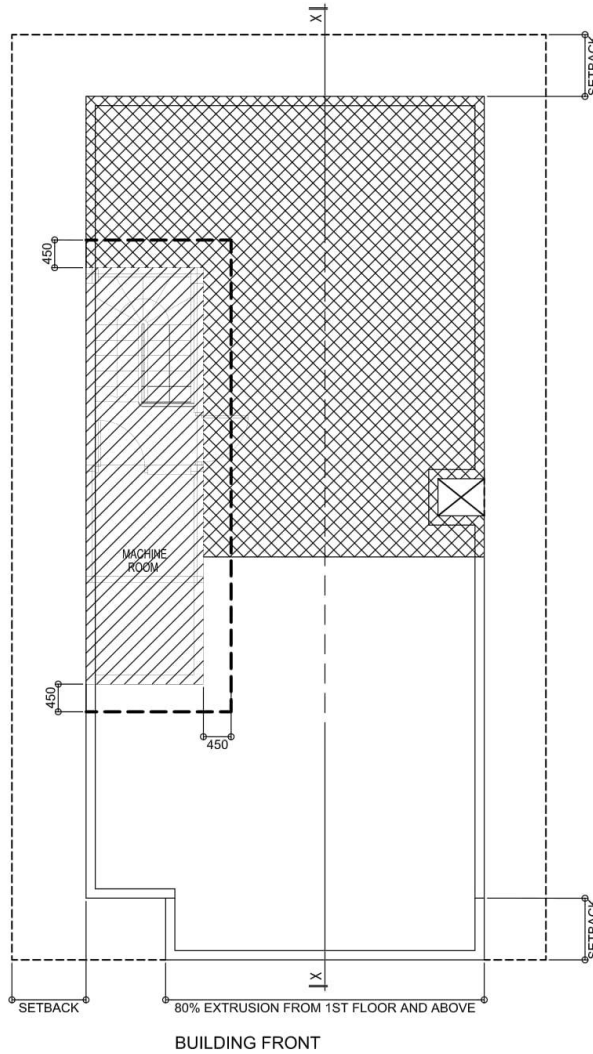 X
SETBACK
450
MACHINE
ROOM
450
450
SETBACK
X
SETBACK
80% EXTRUSION FROM 1ST FLOOR AND ABOVE
BUILDING FRONT